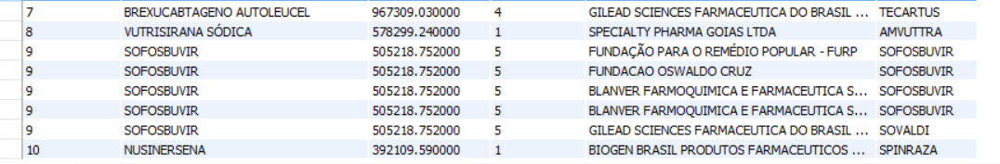 7 BREXUCABTAGENO AUTOLEUCEL 967309.030000 4 GILEAD SCIENCES FARMACEUTICA DO BRASIL ... TECARTUS
8 VUTRISIRANA SÓDICA 578299.240000 1 SPECIALTY PHARMA GOIAS LTDA AMVUTTRA
9 SOFOSBUVIR 505218.752000 5 FUNDAÇÃO PARA O REMÉDIO POPULAR - FURP SOFOSBUVIR
9 SOFOSBUVIR 505218.752000 5 FUNDACAO OSWALDO CRUZ SOFOSBUVIR
9 SOFOSBUVIR 505218.752000 5 BLANVER FARMOQUIMICA E FARMACEUTICA S... SOFOSBUVIR
9 SOFOSBUVIR 505218.752000 5 BLANVER FARMOQUIMICA E FARMACEUTICA S... SOFOSBUVIR
9 SOFOSBUVIR 505218.752000 5 GILEAD SCIENCES FARMACEUTICA DO BRASIL ... SOVALDI
10 NUSINERSENA 392109.590000 1 BIOGEN BRASIL PRODUTOS FARMACEUTICOS ... SPINRAZA